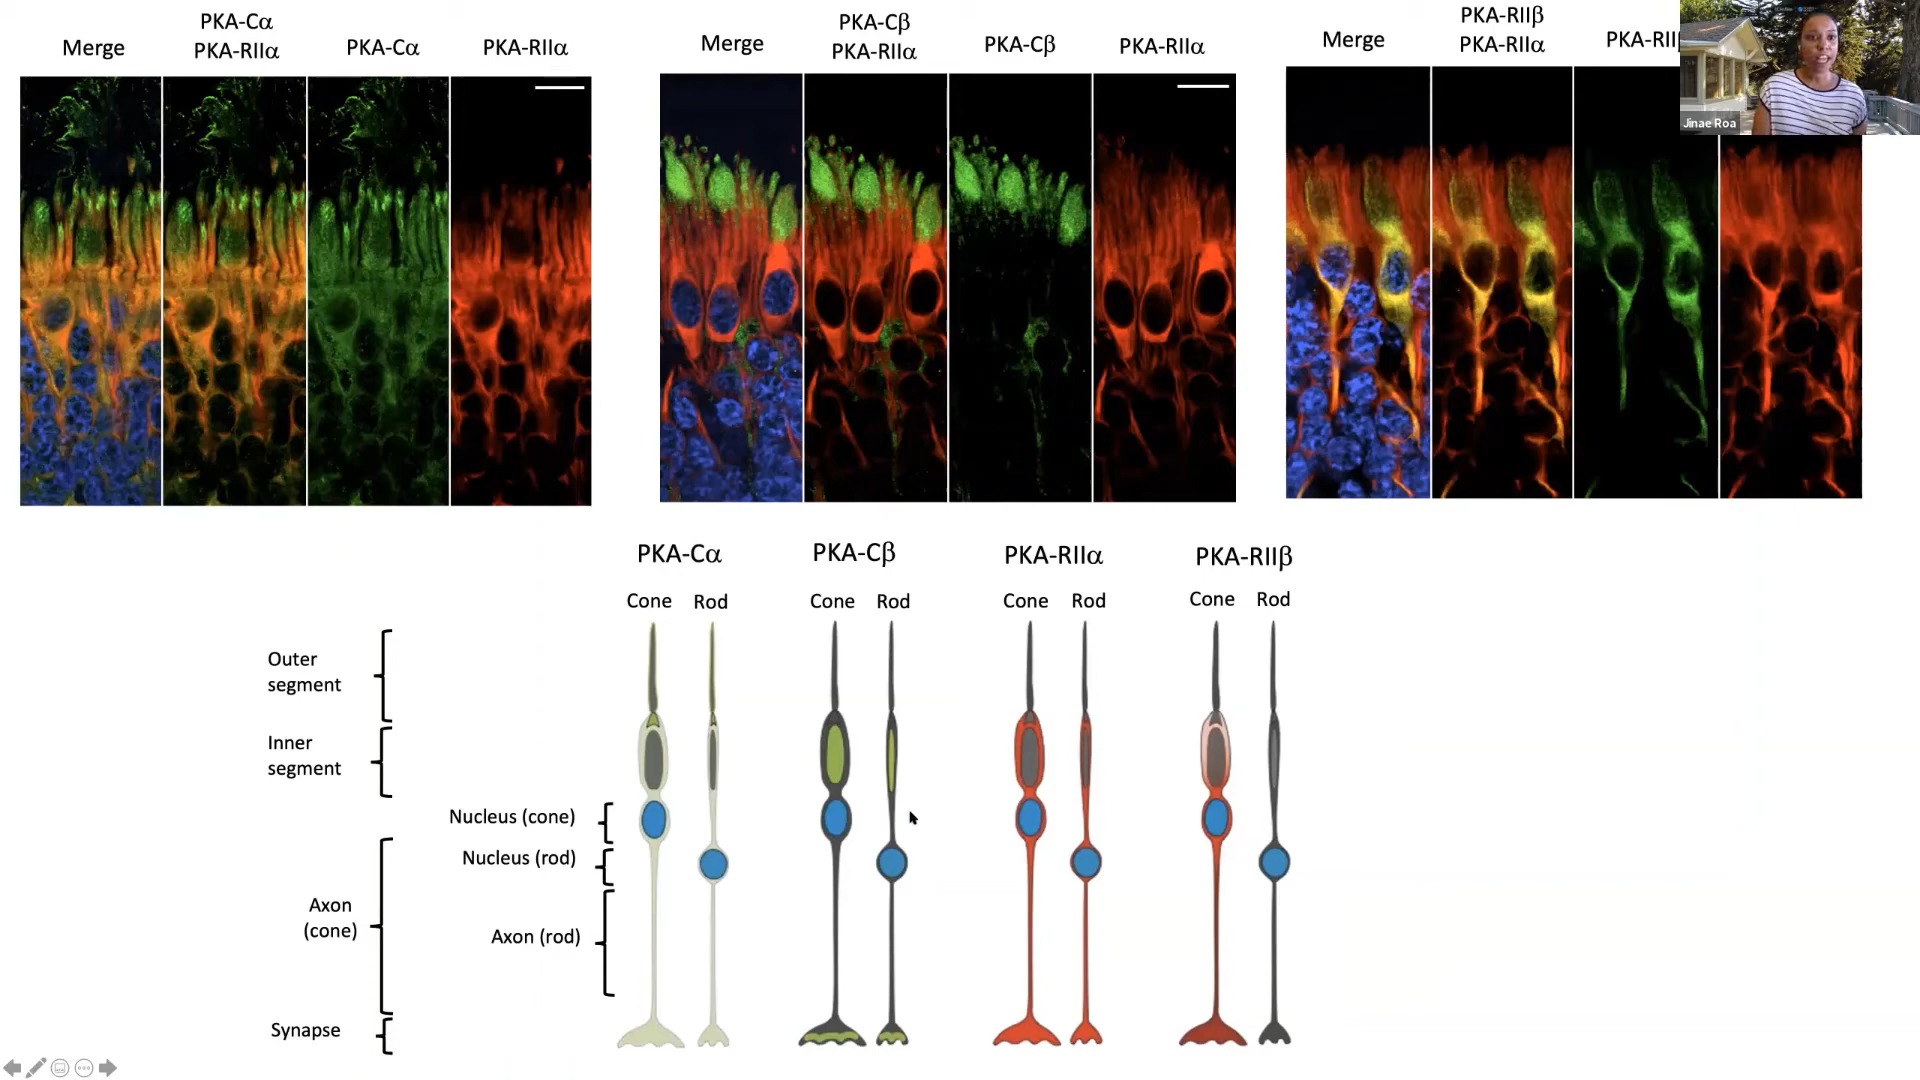 Merge
PKA-Cα
PKA-RIIα
PKA-Cα
PKA-RIIα
Merge
PKA-Cβ
PKA-RIIα
PKA-Cβ
PKA-RIIα
Merge
PKA-RIIβ
PKA-RIIα
PKA-RII
Jinae Roa
PKA-Cα
PKA-Cβ
PKA-RIIα
PKA-RIIβ
Cone Rod
Cone Rod
Cone Rod
Cone Rod
Outer
segment
Inner
segment
Nucleus (cone)
Nucleus (rod)
Axon
(cone)
Axon (rod)
Synapse